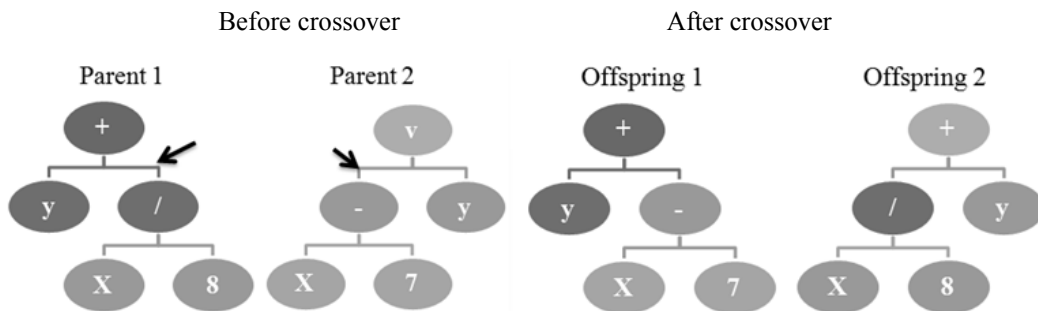 Before crossover After crossover
Parent 1 Parent 2 Offspring 1 Offspring 2
+ v + +
y / - y y - / y
X 8 X 7 X 7 X 8